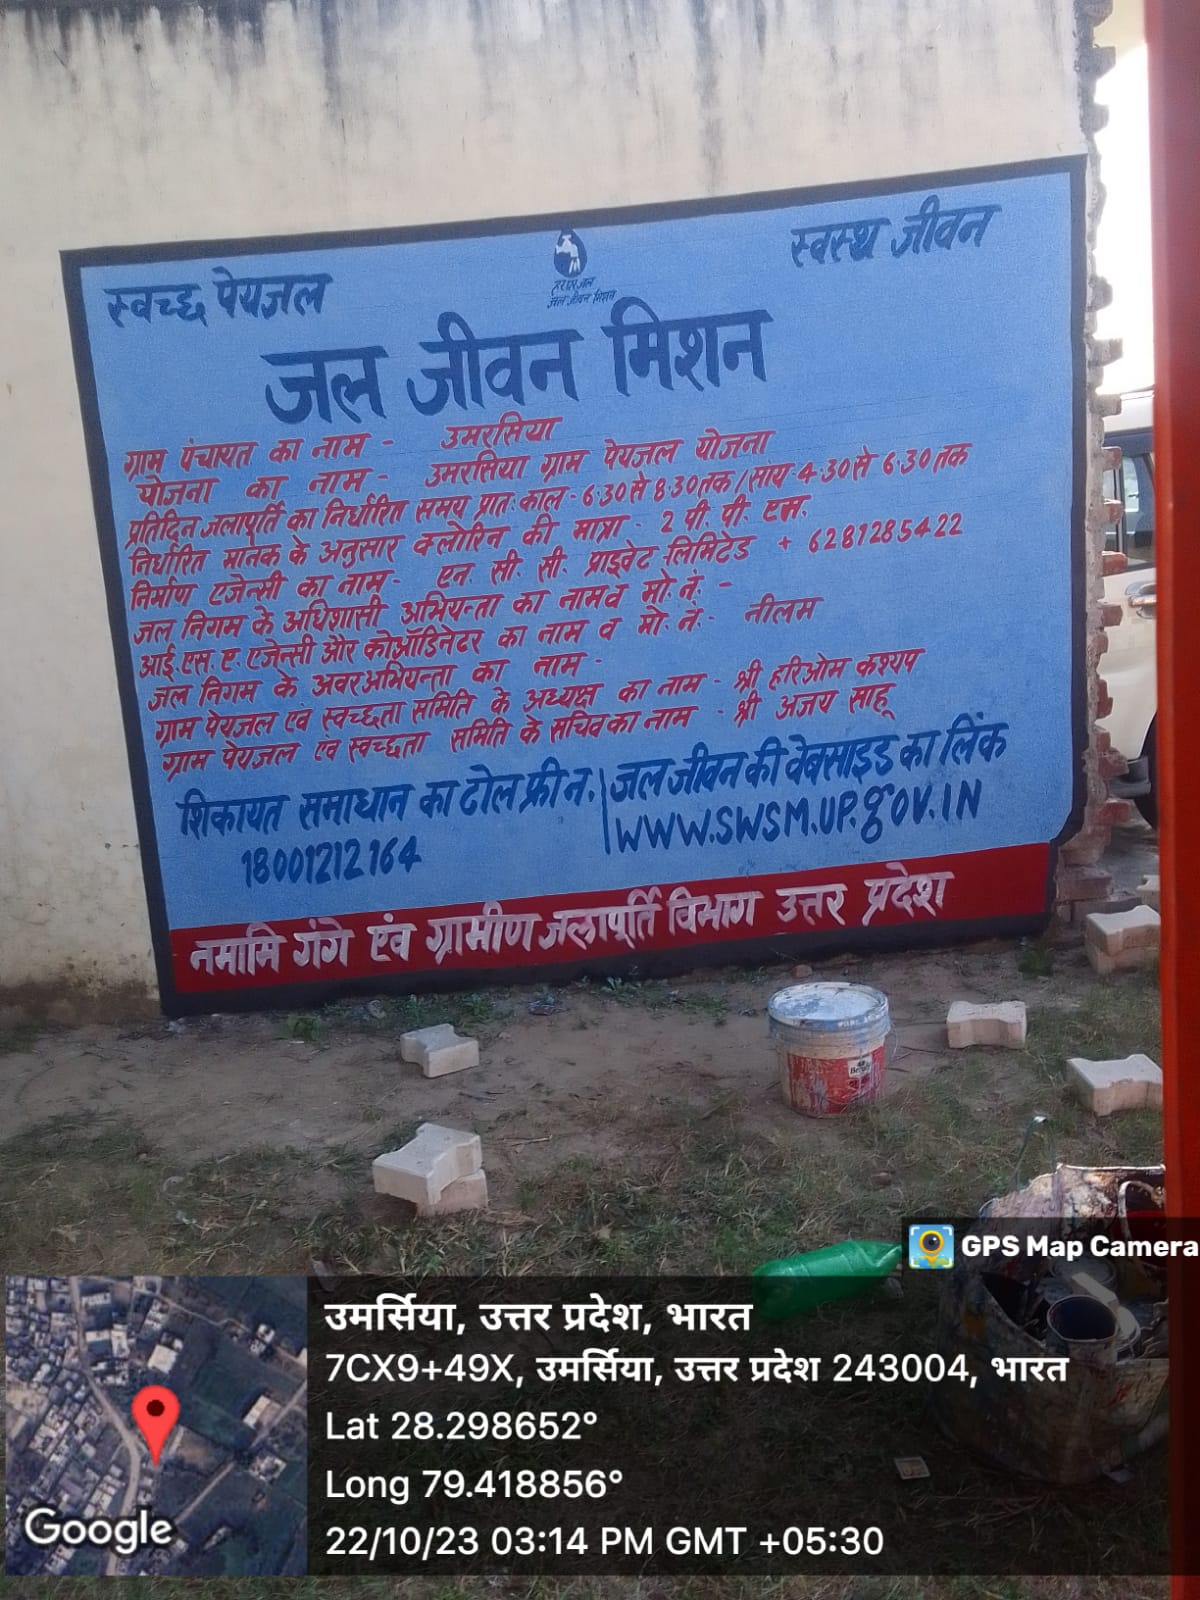 स्वच्छ पेयजल
स्वस्थ जीवन
हर घर जल
जल जीवन मिशन
जल जीवन मिशन
ग्राम पंचायत का नाम - उमरसिया
योजना का नाम - उमरसिया ग्राम पेयजल योजना
प्रतिदिन जलापूर्ति का निर्धारित समय प्रातः काल - 6.30 से 8.30 तक / सांय 4.30 से 6.30 तक
निर्धारित मानक के अनुसार क्लोरिन की मात्रा - 2 पी. पी. एम.
निर्माण एजेन्सी का नाम - एन. सी. सी. प्राइवेट लिमिटेड + 6281285422
जल निगम के अधिशासी अभियन्ता का नाम व मो. नं. -
आई. एस. ए. एजेन्सी और कोऑडिनेटर का नाम व मो. नं. - नीलम
जल निगम के अवरअभियन्ता का नाम -
ग्राम पेयजल एवं स्वच्छता समिति के अध्यक्ष का नाम - श्री हरिओम कश्यप
ग्राम पेयजल एंव स्वच्छता समिति के सचिव का नाम - श्री अजय साहू
शिकायत समाधान का टोल फ्री न.
18001212164
जल जीवन की वेबसाइड का लिंक
WWW.SWSM.UP.gOV.IN
नमामि गंगे एंव ग्रामीण जलापूर्ति विभाग उत्तर प्रदेश
Berger
GPS Map Camera
उमर्सिया, उत्तर प्रदेश, भारत
7CX9+49X, उमर्सिया, उत्तर प्रदेश 243004, भारत
Lat 28.298652°
Long 79.418856°
22/10/23 03:14 PM GMT +05:30
Google